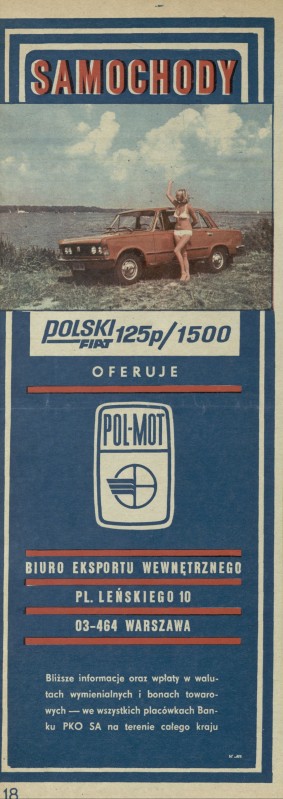 SAMOCHODY
POLSKI FIAT 125p/1500
OFERUJE
POL-MOT
BIURO EKSPORTU WEWNĘTRZNEGO
PL. LEŃSKIEGO 10
03-464 WARSZAWA
Bliższe informacje oraz wpłaty w walu-
tach wymienialnych i bonach towaro-
wych — we wszystkich placówkach Ban-
ku PKO SA na terenie całego kraju
18